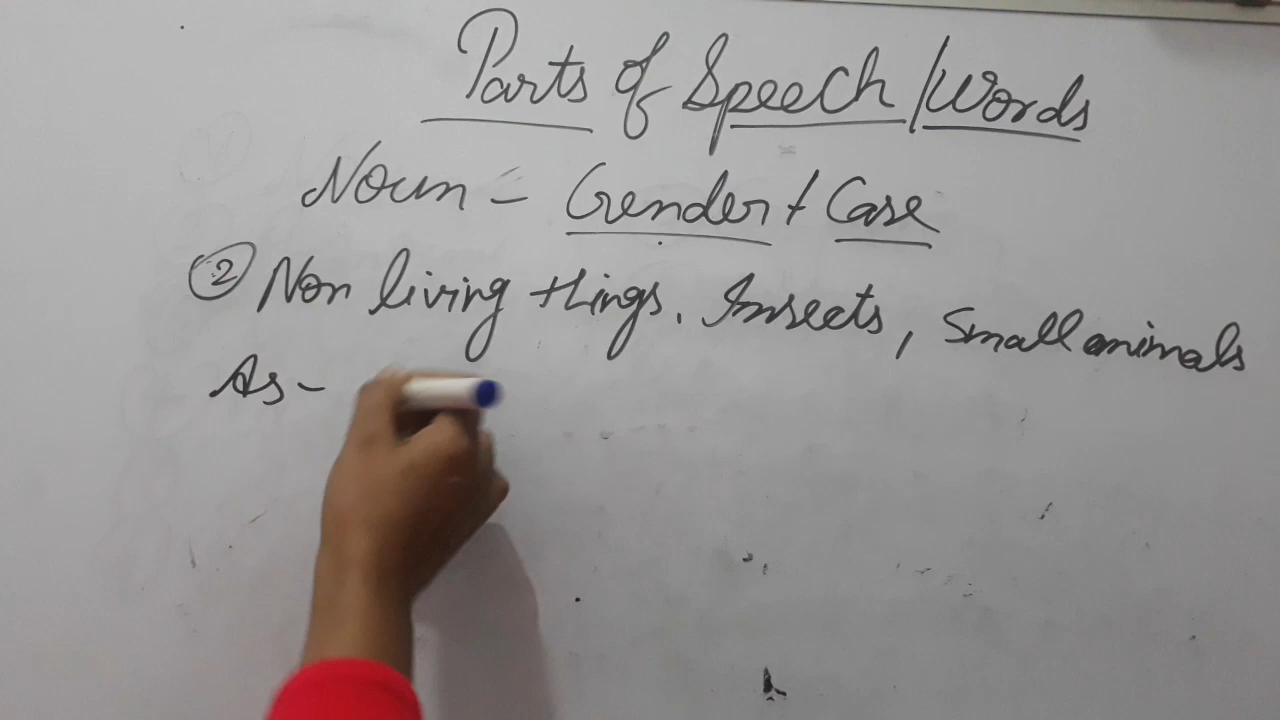 Parts of Speech / Words
Noun - Gender + Case
② Non living things, Insects, Small animals
As -